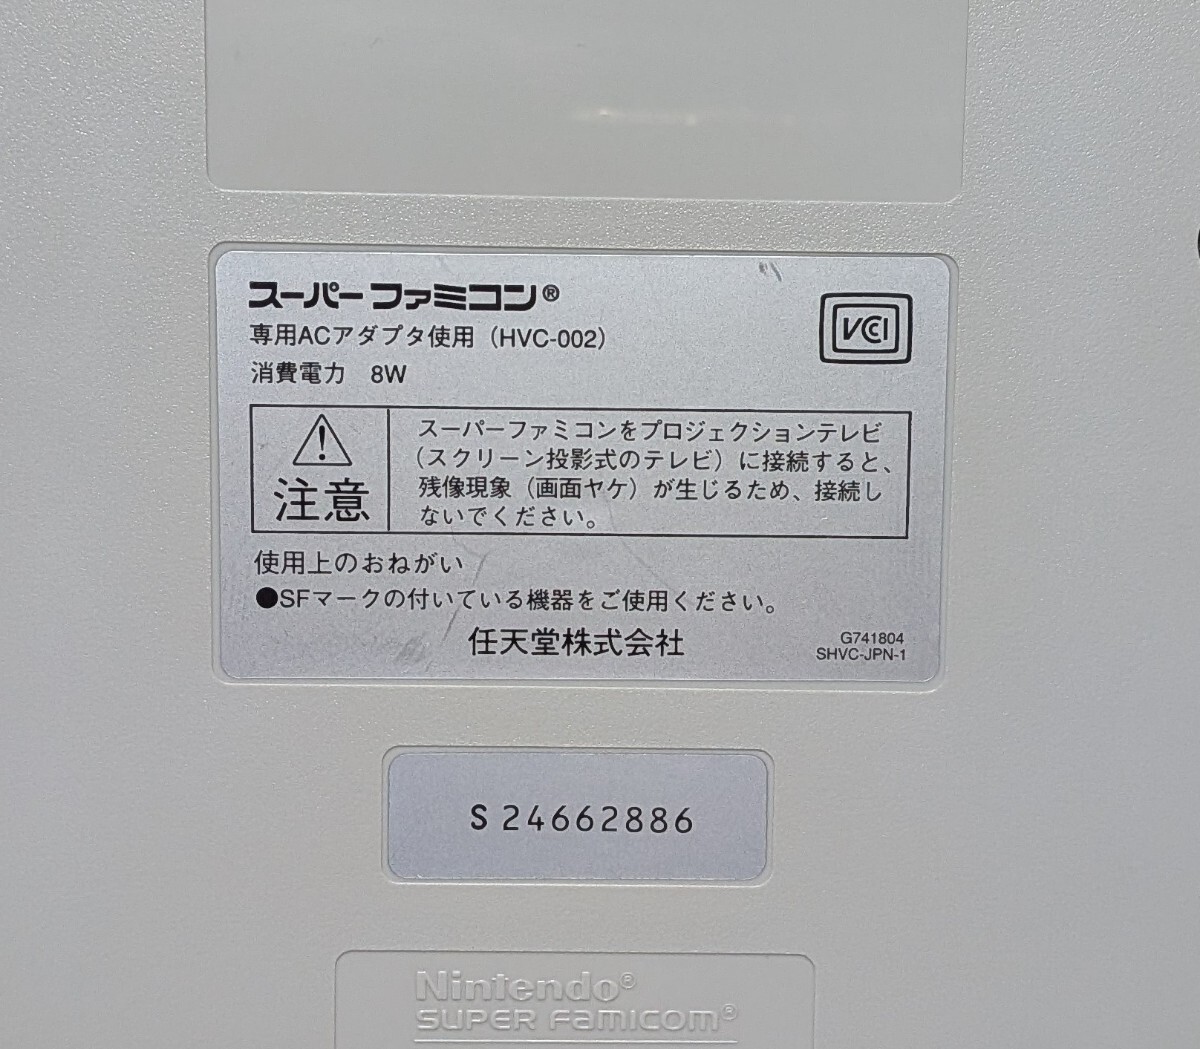 スーパーファミコン®
専用ACアダプタ使用（HVC-002）
VCCI
消費電力　8W
注意
スーパーファミコンをプロジェクションテレビ
（スクリーン投影式のテレビ）に接続すると、
残像現象（画面ヤケ）が生じるため、接続し
ないでください。
使用上のおねがい
●SFマークの付いている機器をご使用ください。
任天堂株式会社
G741804
SHVC-JPN-1
S 24662886
Nintendo®
SUPER FAMICOM®